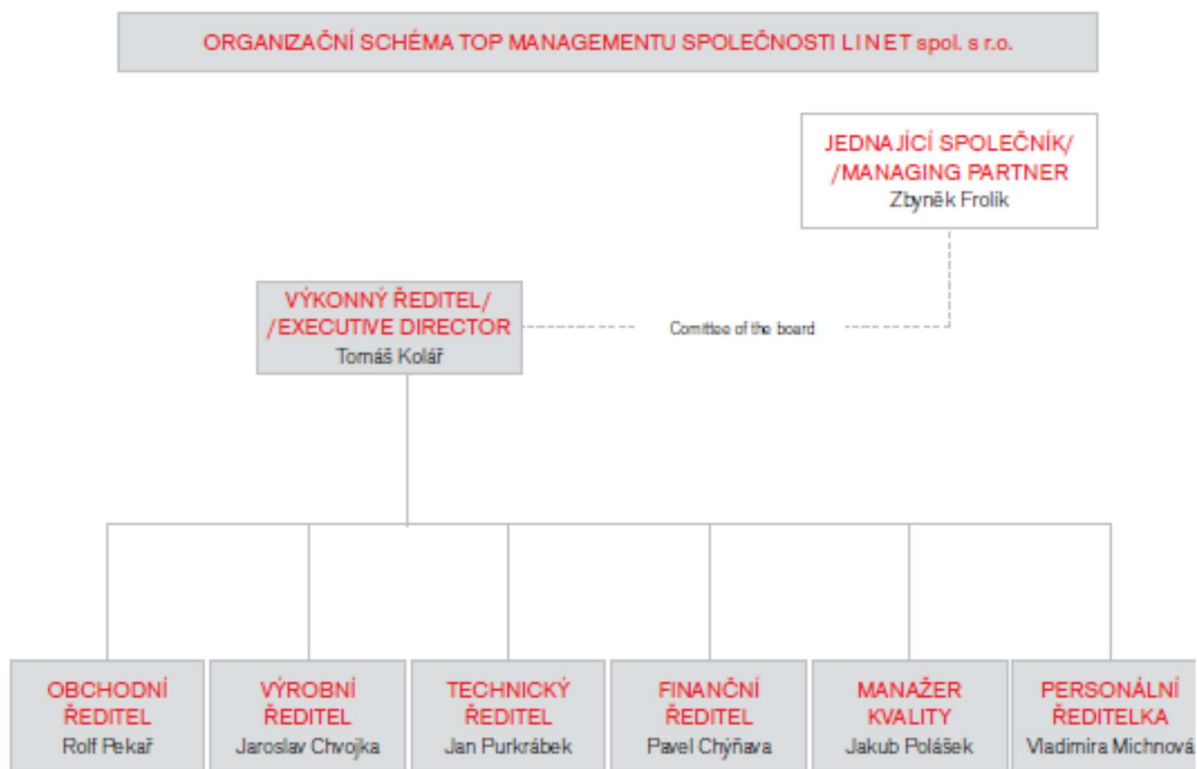 ORGANIZAČNÍ SCHÉMA TOP MANAGEMENTU SPOLEČNOSTI LINET spol. s r.o.
JEDNAJÍCÍ SPOLEČNÍK/
/MANAGING PARTNER
Zbyněk Frolík
VÝKONNÝ ŘEDITEL/
/EXECUTIVE DIRECTOR
Tomáš Kolář
Comittee of the board
OBCHODNÍ
ŘEDITEL
Rolf Pekař
VÝROBNÍ
ŘEDITEL
Jaroslav Chvojka
TECHNICKÝ
ŘEDITEL
Jan Purkrábek
FINANČNÍ
ŘEDITEL
Pavel Chýňava
MANAŽER
KVALITY
Jakub Polášek
PERSONÁLNÍ
ŘEDITELKA
Vladimíra Michnová